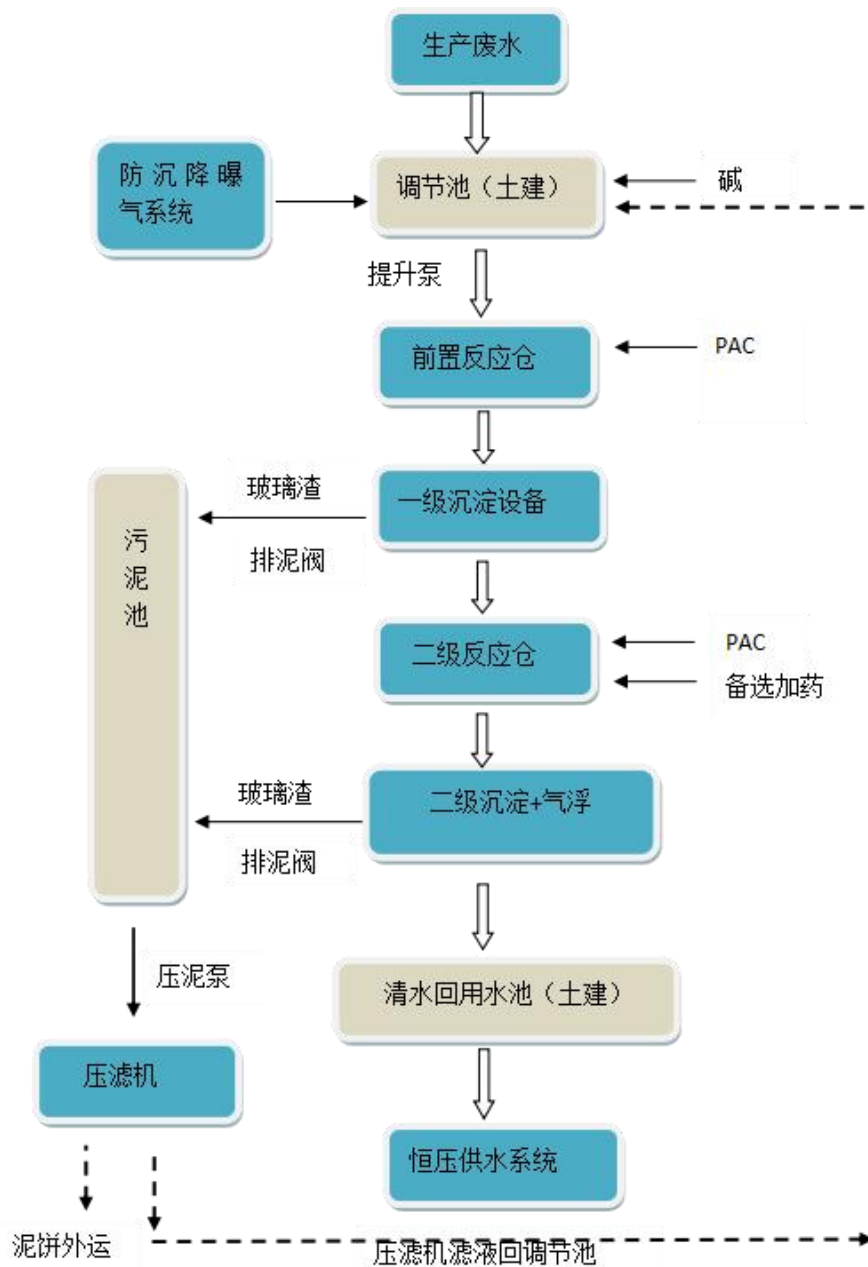 生产废水
防沉降曝
气系统
调节池（土建）
碱
提升泵
前置反应仓
PAC
玻璃渣
一级沉淀设备
排泥阀
污
泥
池
二级反应仓
PAC
备选加药
玻璃渣
二级沉淀+气浮
排泥阀
压泥泵
清水回用水池（土建）
压滤机
恒压供水系统
泥饼外运
压滤机滤液回调节池